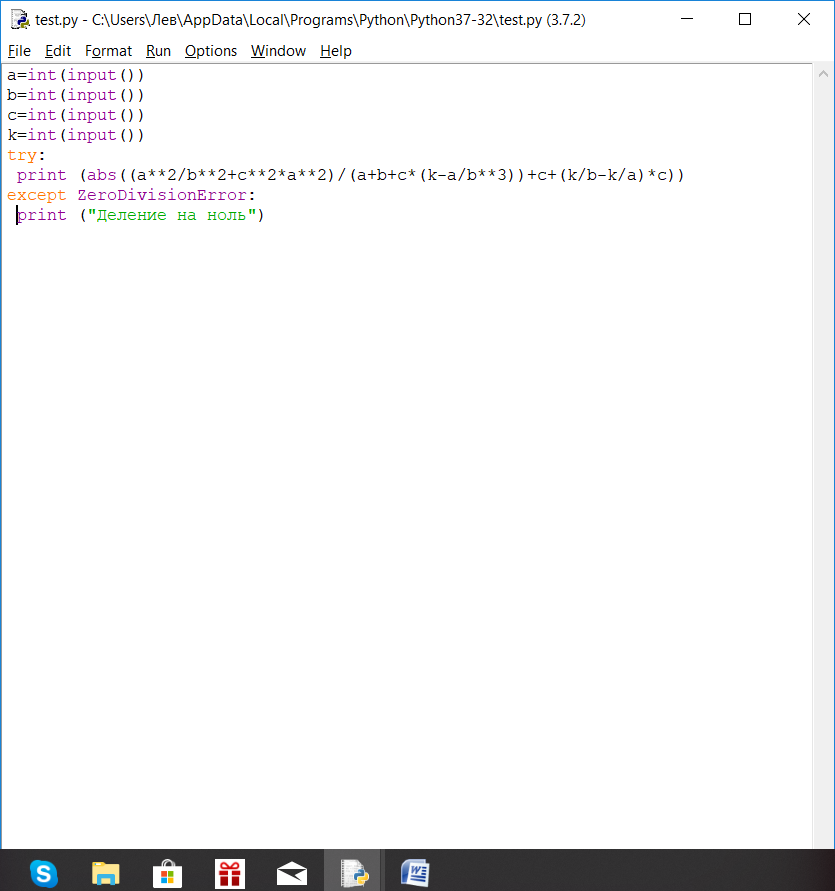 test.py - C:\Users\Лев\AppData\Local\Programs\Python\Python37-32\test.py (3.7.2)
File Edit Format Run Options Window Help
a=int(input())
b=int(input())
c=int(input())
k=int(input())
try:
 print (abs((a**2/b**2+c**2*a**2)/(a+b+c*(k-a/b**3))+c+(k/b-k/a)*c))
except ZeroDivisionError:
 print ("Деление на ноль")
S
W